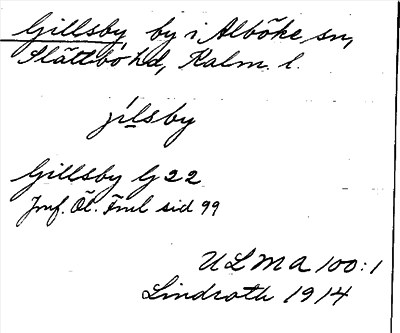 Gillsby by i Alböke sn,
Slättbo hd, Kalm. l.
jilsby
Gillsby G 22
Jmf. Öl. Fml sid 99
ULMA 100:1
Lindroth 1914